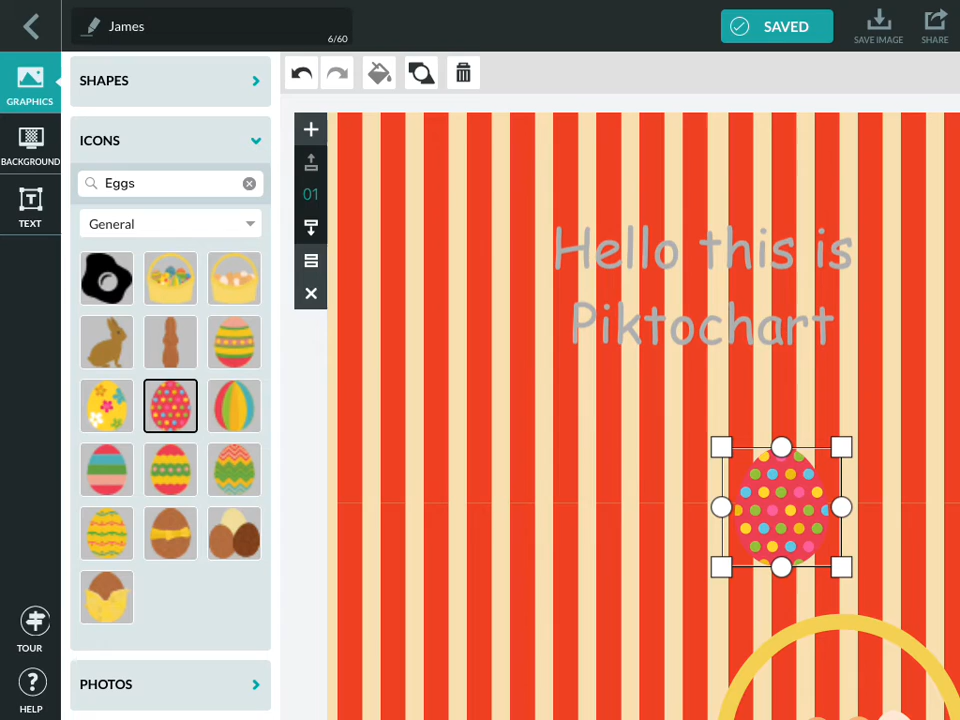 James
6/60
SAVED
SAVE IMAGE
SHARE
GRAPHICS
BACKGROUND
TEXT
TOUR
HELP
SHAPES
ICONS
Eggs
General
PHOTOS
01
Hello this is
Piktochart